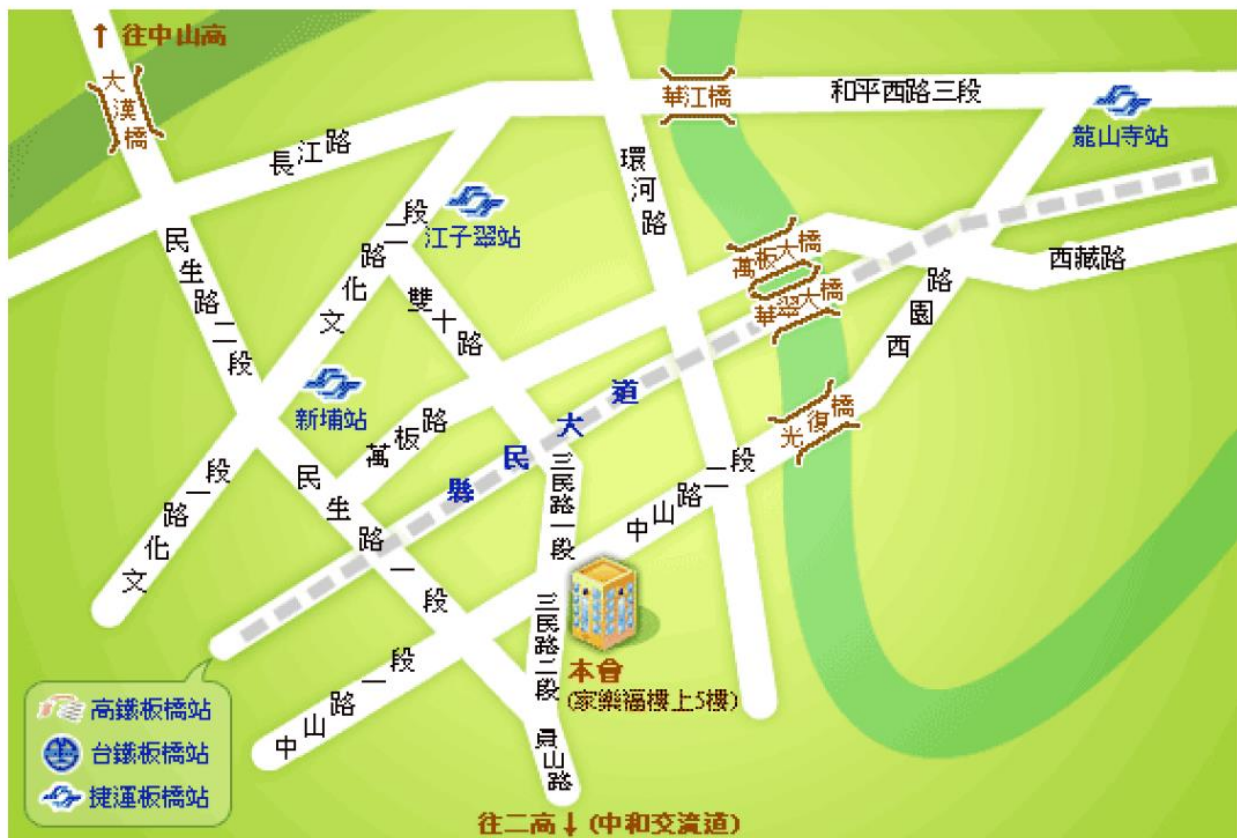 ↑ 往中山高
大漢橋
華江橋
和平西路三段
龍山寺站
長江路
環河路
文化路二段
江子翠站
民生路二段
雙十路
萬板大橋
華翠大橋
西藏路
西園路
新埔站
萬板路
縣民大道
光復橋
文化路一段
民生路一段
三民路一段
中山路二段
三民路二段
本會
(家樂福樓上5樓)
中山路一段
員山路
高鐵板橋站
台鐵板橋站
捷運板橋站
往二高↓(中和交流道)